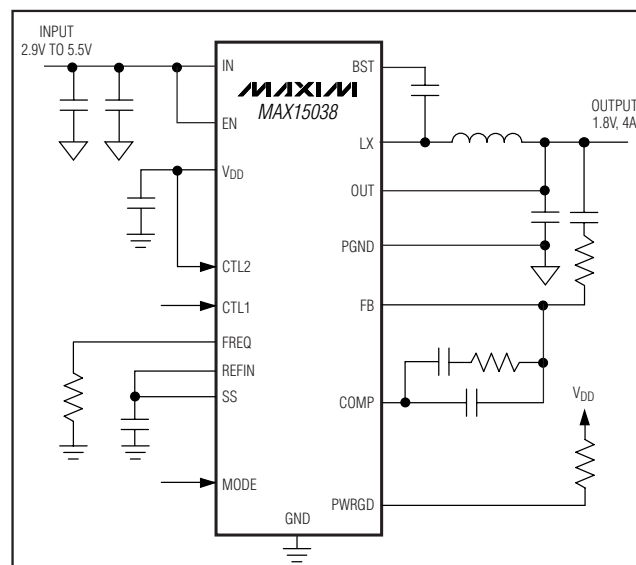 INPUT
2.9V TO 5.5V
IN
BST
MAXIM
MAX15038
OUTPUT
1.8V, 4A
EN
LX
VDD
OUT
PGND
CTL2
CTL1
FB
FREQ
REFIN
SS
COMP
VDD
MODE
PWRGD
GND